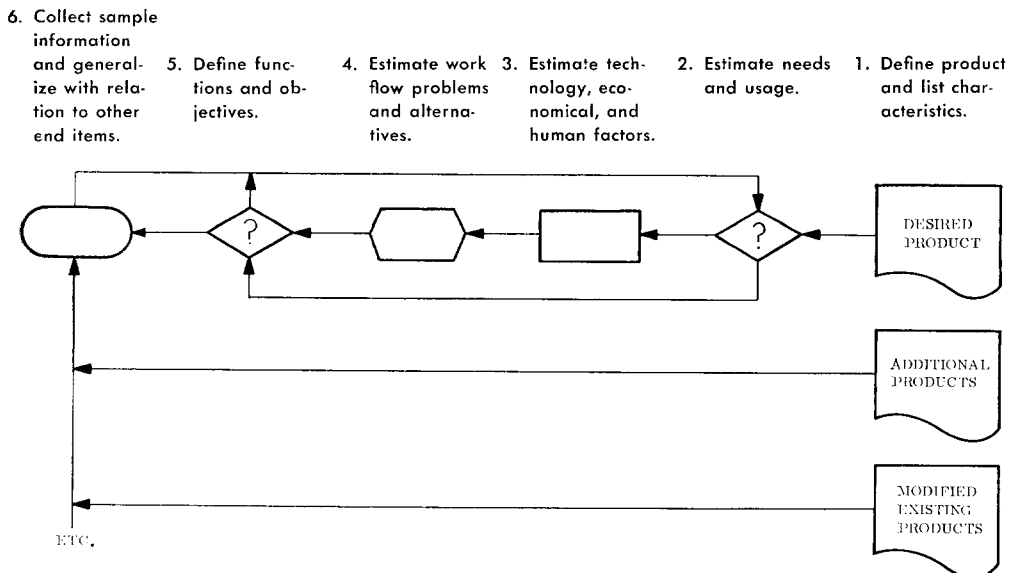 6. Collect sample
information
and general-
ize with rela-
tion to other
end items.
5. Define func-
tions and ob-
jectives.
4. Estimate work
flow problems
and alterna-
tives.
3. Estimate tech-
nology, eco-
nomical, and
human factors.
2. Estimate needs
and usage.
1. Define product
and list char-
acteristics.
?
?
DESIRED
PRODUCT
ADDITIONAL
PRODUCTS
MODIFIED
EXISTING
PRODUCTS
ETC.